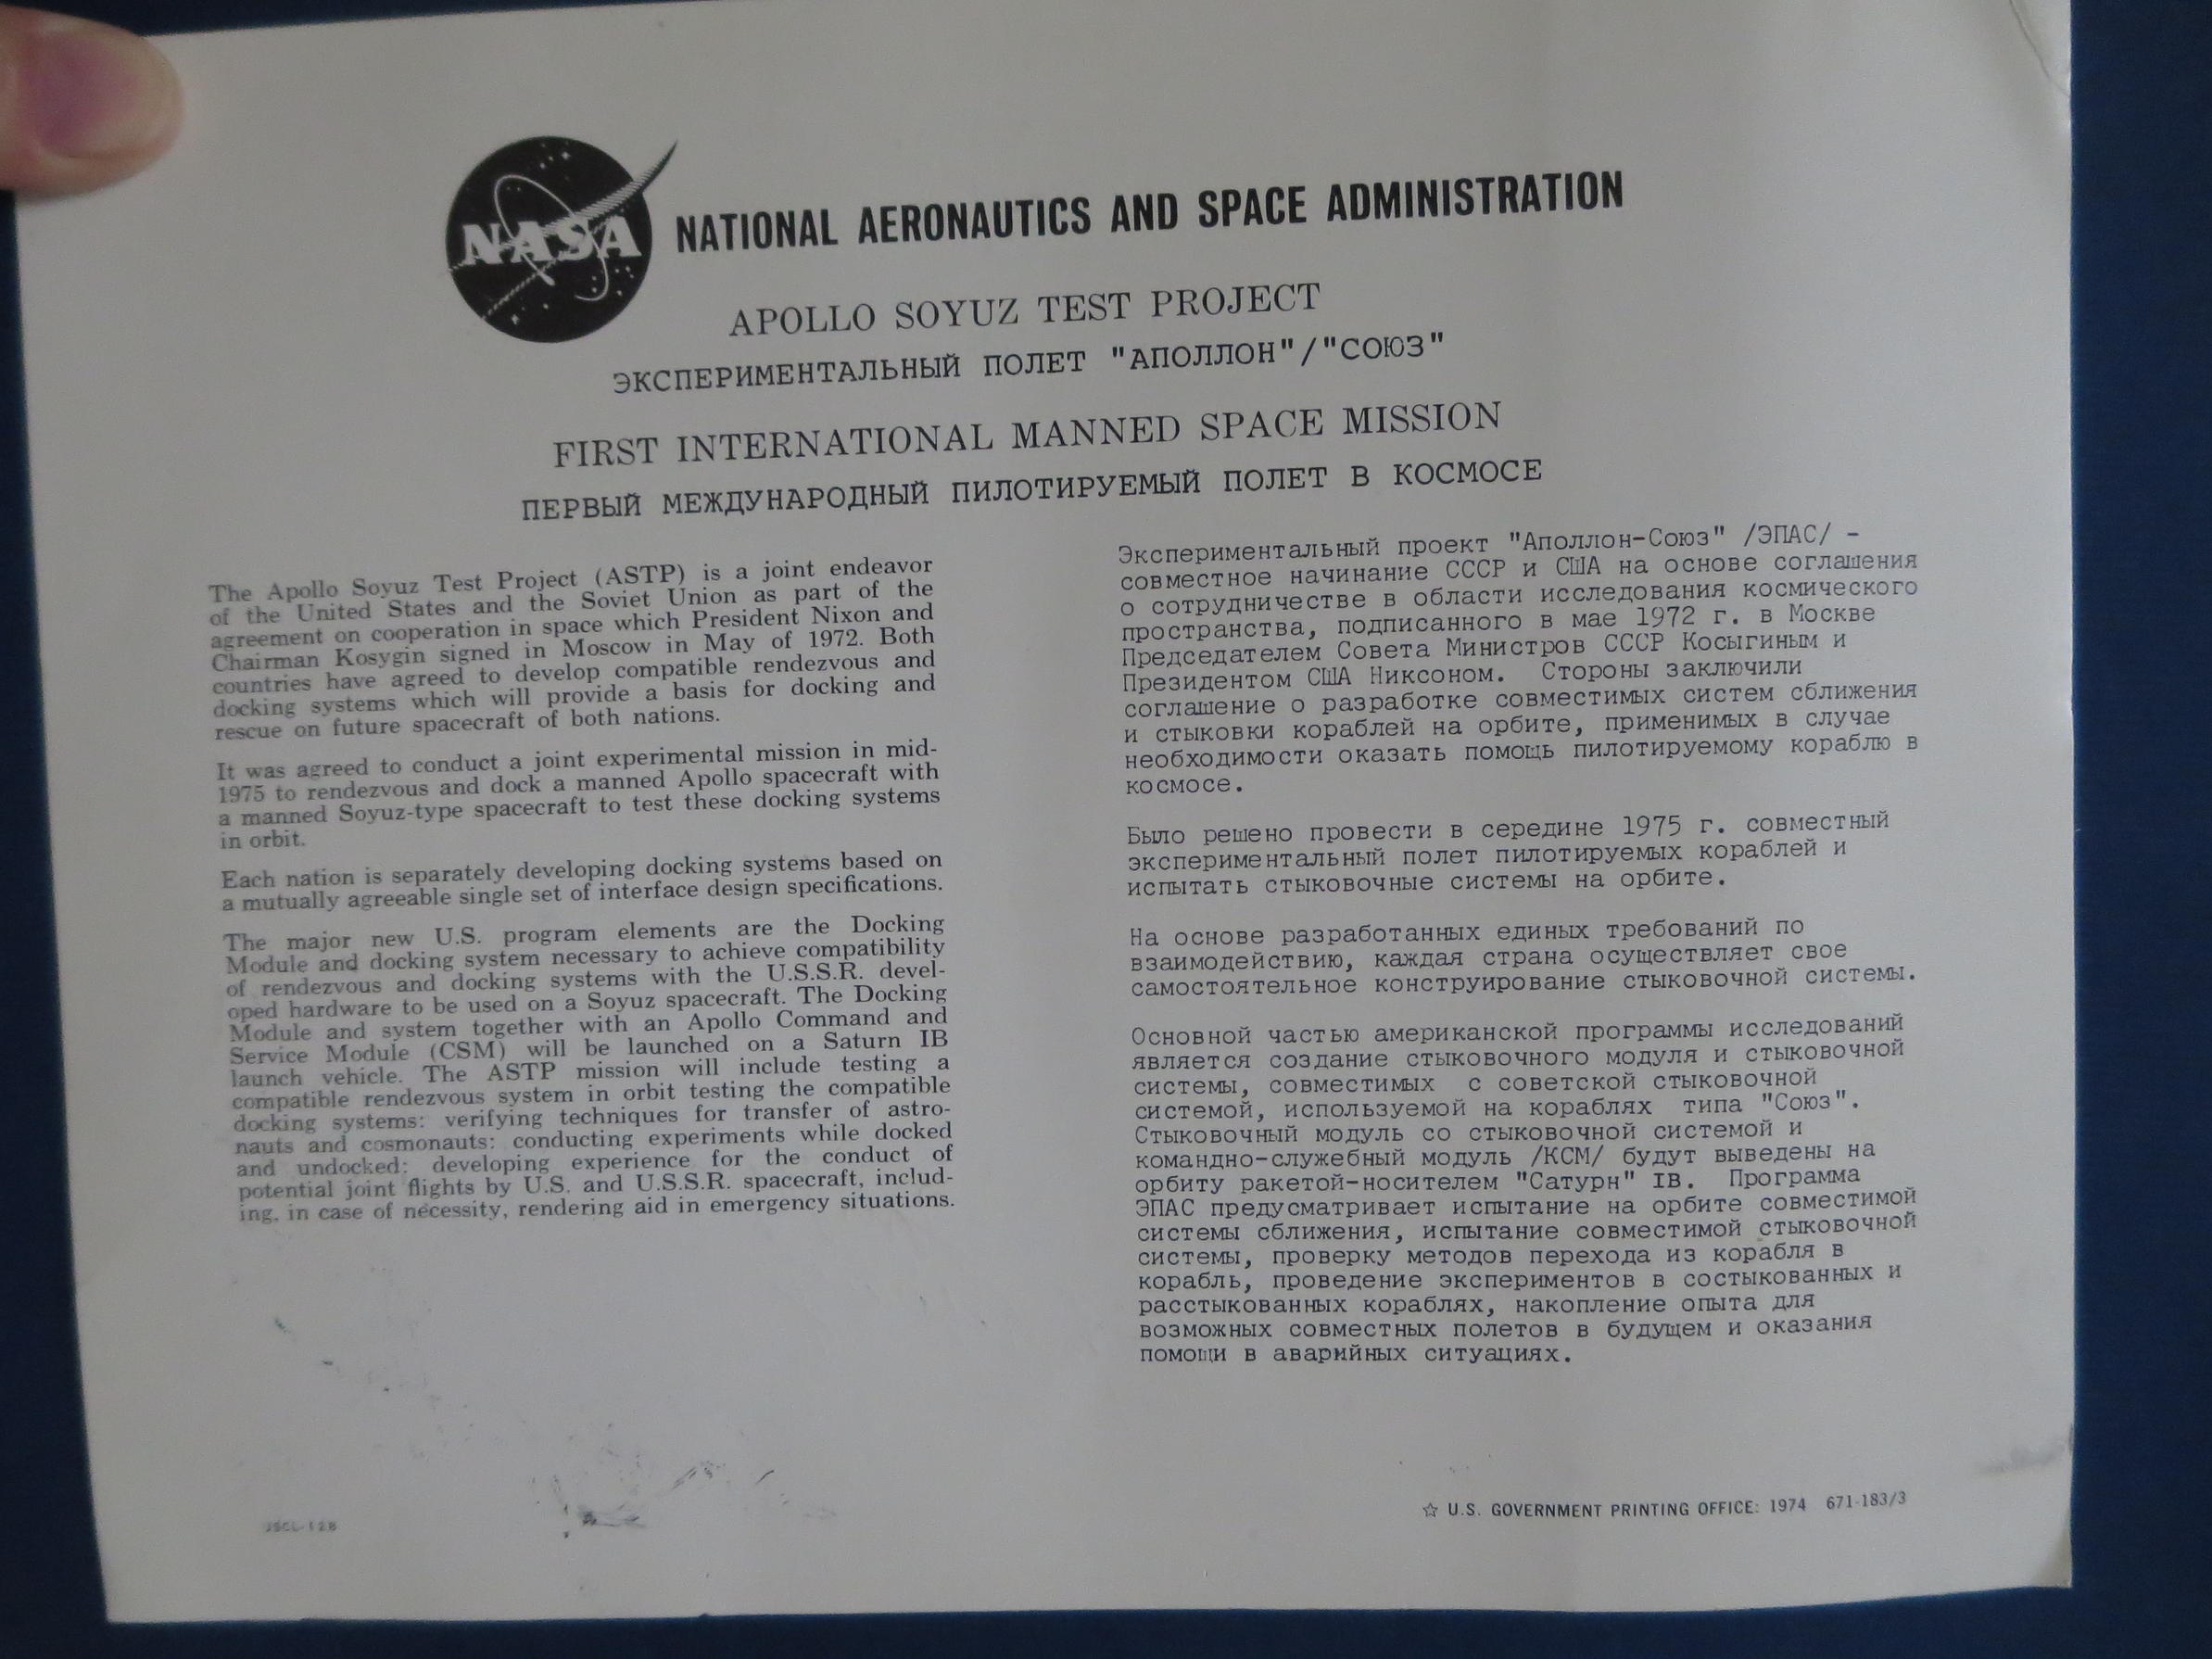 NASA
NATIONAL AERONAUTICS AND SPACE ADMINISTRATION
APOLLO SOYUZ TEST PROJECT
ЭКСПЕРИМЕНТАЛЬНЫЙ ПОЛЕТ "АПОЛЛОН"/"СОЮЗ"
FIRST INTERNATIONAL MANNED SPACE MISSION
ПЕРВЫЙ МЕЖДУНАРОДНЫЙ ПИЛОТИРУЕМЫЙ ПОЛЕТ В КОСМОСЕ
The Apollo Soyuz Test Project (ASTP) is a joint endeavor
of the United States and the Soviet Union as part of the
agreement on cooperation in space which President Nixon and
Chairman Kosygin signed in Moscow in May of 1972. Both
countries have agreed to develop compatible rendezvous and
docking systems which will provide a basis for docking and
rescue on future spacecraft of both nations.
It was agreed to conduct a joint experimental mission in mid-
1975 to rendezvous and dock a manned Apollo spacecraft with
a manned Soyuz-type spacecraft to test these docking systems
in orbit.
Each nation is separately developing docking systems based on
a mutually agreeable single set of interface design specifications.
The major new U.S. program elements are the Docking
Module and docking system necessary to achieve compatibility
of rendezvous and docking systems with the U.S.S.R. devel-
oped hardware to be used on a Soyuz spacecraft. The Docking
Module and system together with an Apollo Command and
Service Module (CSM) will be launched on a Saturn IB
launch vehicle. The ASTP mission will include testing a
compatible rendezvous system in orbit testing the compatible
docking systems: verifying techniques for transfer of astro-
nauts and cosmonauts: conducting experiments while docked
and undocked: developing experience for the conduct of
potential joint flights by U.S. and U.S.S.R. spacecraft, includ-
ing, in case of necessity, rendering aid in emergency situations.
Экспериментальный проект "Аполлон-Союз" /ЭПАС/ -
совместное начинание СССР и США на основе соглашения
о сотрудничестве в области исследования космического
пространства, подписанного в мае 1972 г. в Москве
Председателем Совета Министров СССР Косыгиным и
Президентом США Никсоном. Стороны заключили
соглашение о разработке совместимых систем сближения
и стыковки кораблей на орбите, применимых в случае
необходимости оказать помощь пилотируемому кораблю в
космосе.
Было решено провести в середине 1975 г. совместный
экспериментальный полет пилотируемых кораблей и
испытать стыковочные системы на орбите.
На основе разработанных единых требований по
взаимодействию, каждая страна осуществляет свое
самостоятельное конструирование стыковочной системы.
Основной частью американской программы исследований
является создание стыковочного модуля и стыковочной
системы, совместимых с советской стыковочной
системой, используемой на кораблях типа "Союз".
Стыковочный модуль со стыковочной системой и
командно-служебный модуль /КСМ/ будут выведены на
орбиту ракетой-носителем "Сатурн" IB. Программа
ЭПАС предусматривает испытание на орбите совместимой
системы сближения, испытание совместимой стыковочной
системы, проверку методов перехода из корабля в
корабль, проведение экспериментов в состыкованных и
расстыкованных кораблях, накопление опыта для
возможных совместных полетов в будущем и оказания
помощи в аварийных ситуациях.
JSCL-128
☆ U.S. GOVERNMENT PRINTING OFFICE: 1974 671-183/3